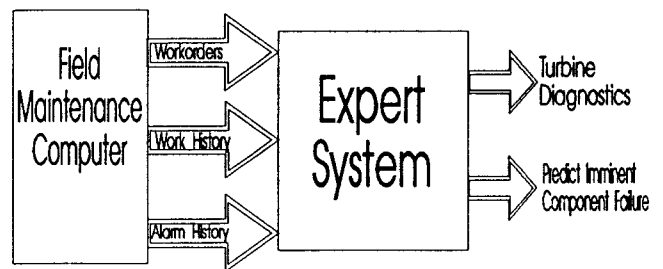 Field
Maintenance
Computer
Workorders
Work History
Alarm History
Expert
System
Turbine
Diagnostics
Predict Imminent
Component Failure